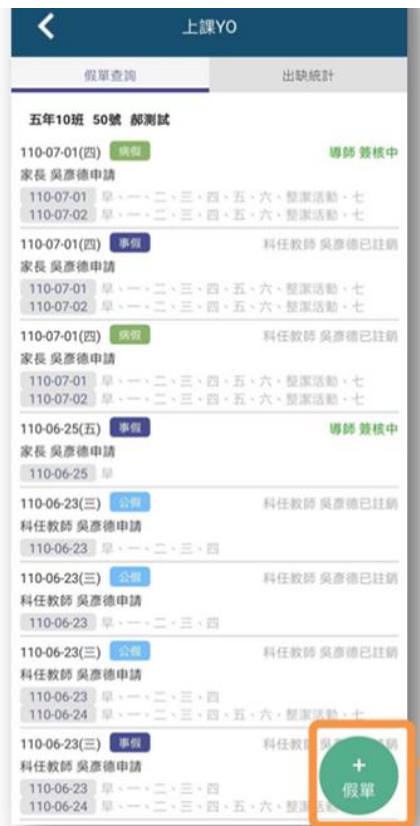 上課YO
假單查詢 出缺統計
五年10班 50號 郝測試
110-07-01(四) 病假 導師 簽核中
家長 吳彥德申請
110-07-01 早、一、二、三、四、五、六、整潔活動、七
110-07-02 早、一、二、三、四、五、六、整潔活動、七
110-07-01(四) 事假 科任教師 吳彥德已註銷
家長 吳彥德申請
110-07-01 早、一、二、三、四、五、六、整潔活動、七
110-07-02 早、一、二、三、四、五、六、整潔活動、七
110-07-01(四) 病假 科任教師 吳彥德已註銷
家長 吳彥德申請
110-07-01 早、一、二、三、四、五、六、整潔活動、七
110-07-02 早、一、二、三、四、五、六、整潔活動、七
110-06-25(五) 事假 導師 簽核中
家長 吳彥德申請
110-06-25 早
110-06-23(三) 公假 科任教師 吳彥德已註銷
科任教師 吳彥德申請
110-06-23 早、一、二、三、四
110-06-23(三) 公假 科任教師 吳彥德已註銷
科任教師 吳彥德申請
110-06-23 早、一、二、三、四
110-06-23(三) 公假 科任教師 吳彥德已註銷
科任教師 吳彥德申請
110-06-23 早、一、二、三、四
110-06-24 早、一、二、三、四、五、六、整潔活動、七
110-06-23(三) 事假 科任教
科任教師 吳彥德申請
110-06-23 早、一、二、三、四
110-06-24 早、一、二、三、四、五、六、整潔
+
假單